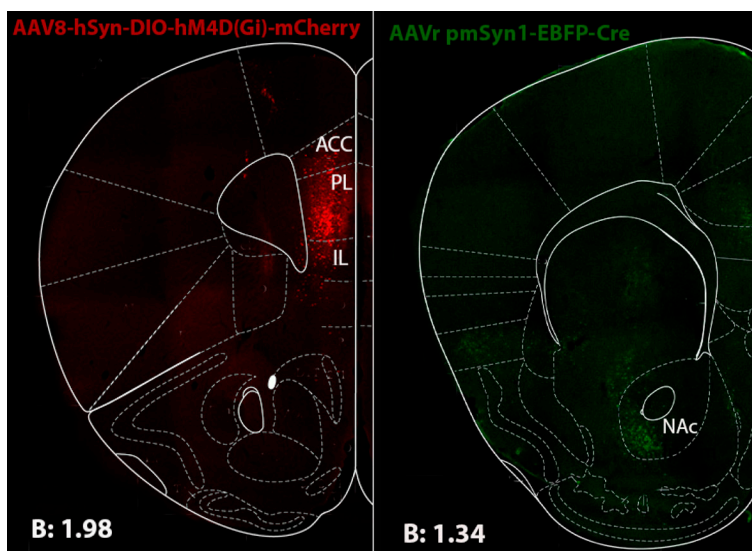 AAV8-hSyn-DIO-hM4D(Gi)-mCherry
ACC
PL
IL
B: 1.98
AAVr pmSyn1-EBFP-Cre
NAc
B: 1.34